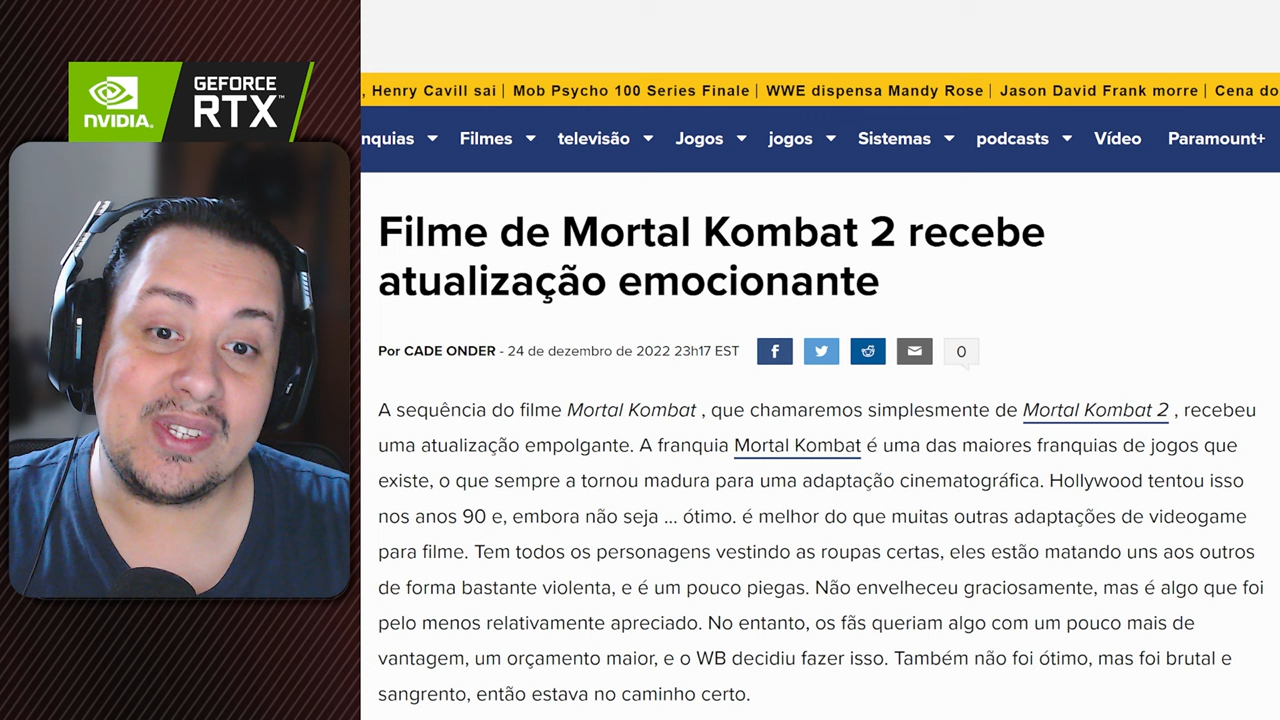 NVIDIA.
GEFORCE
RTX™
, Henry Cavill sai | Mob Psycho 100 Series Finale | WWE dispensa Mandy Rose | Jason David Frank morre | Cena do
nquias Filmes televisão Jogos jogos Sistemas podcasts Vídeo Paramount+
Filme de Mortal Kombat 2 recebe
atualização emocionante
Por CADE ONDER - 24 de dezembro de 2022 23h17 EST 0
A sequência do filme Mortal Kombat , que chamaremos simplesmente de Mortal Kombat 2 , recebeu
uma atualização empolgante. A franquia Mortal Kombat é uma das maiores franquias de jogos que
existe, o que sempre a tornou madura para uma adaptação cinematográfica. Hollywood tentou isso
nos anos 90 e, embora não seja ... ótimo. é melhor do que muitas outras adaptações de videogame
para filme. Tem todos os personagens vestindo as roupas certas, eles estão matando uns aos outros
de forma bastante violenta, e é um pouco piegas. Não envelheceu graciosamente, mas é algo que foi
pelo menos relativamente apreciado. No entanto, os fãs queriam algo com um pouco mais de
vantagem, um orçamento maior, e o WB decidiu fazer isso. Também não foi ótimo, mas foi brutal e
sangrento, então estava no caminho certo.